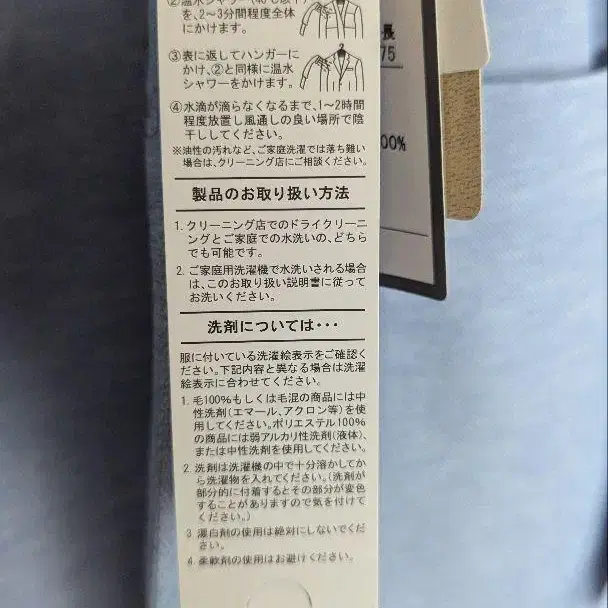 ②温水シャワー(40℃以下)
を、2〜3分間程度全体
にかけます。
③表に返してハンガーに
かけ、②と同様に温水
シャワーをかけます。
④水滴が滴らなくなるまで、1〜2時間
程度放置し風通しの良い場所で陰
干ししてください。
※油性の汚れなど、ご家庭洗濯では落ち難い
場合は、クリーニング店にご相談ください。
製品のお取り扱い方法
1. クリーニング店でのドライクリーニ
ングとご家庭での水洗いの、どちら
でも可能です。
2. ご家庭用洗濯機で水洗いされる場合
は、このお取り扱い説明書に従って
お洗いください。
洗剤については・・・
服に付いている洗濯絵表示をご確認く
ださい。下記内容と異なる場合は洗濯
絵表示に合わせてください。
1. 毛100%もしくは毛混の商品には中
性洗剤(エマール、アクロン等)を使
用してください。ポリエステル100%
の商品には弱アルカリ性洗剤(液体)、
または中性洗剤を使用してください。
2. 洗剤は洗濯機の中で十分溶かしてか
ら洗濯物を入れてください。(洗剤が
部分的に付着するとその部分が変色
することがありますので気を付けて
ください。)
3. 漂白剤の使用は絶対にしないでくだ
さい。
4. 柔軟剤の使用はお避けください。
長
75
00%